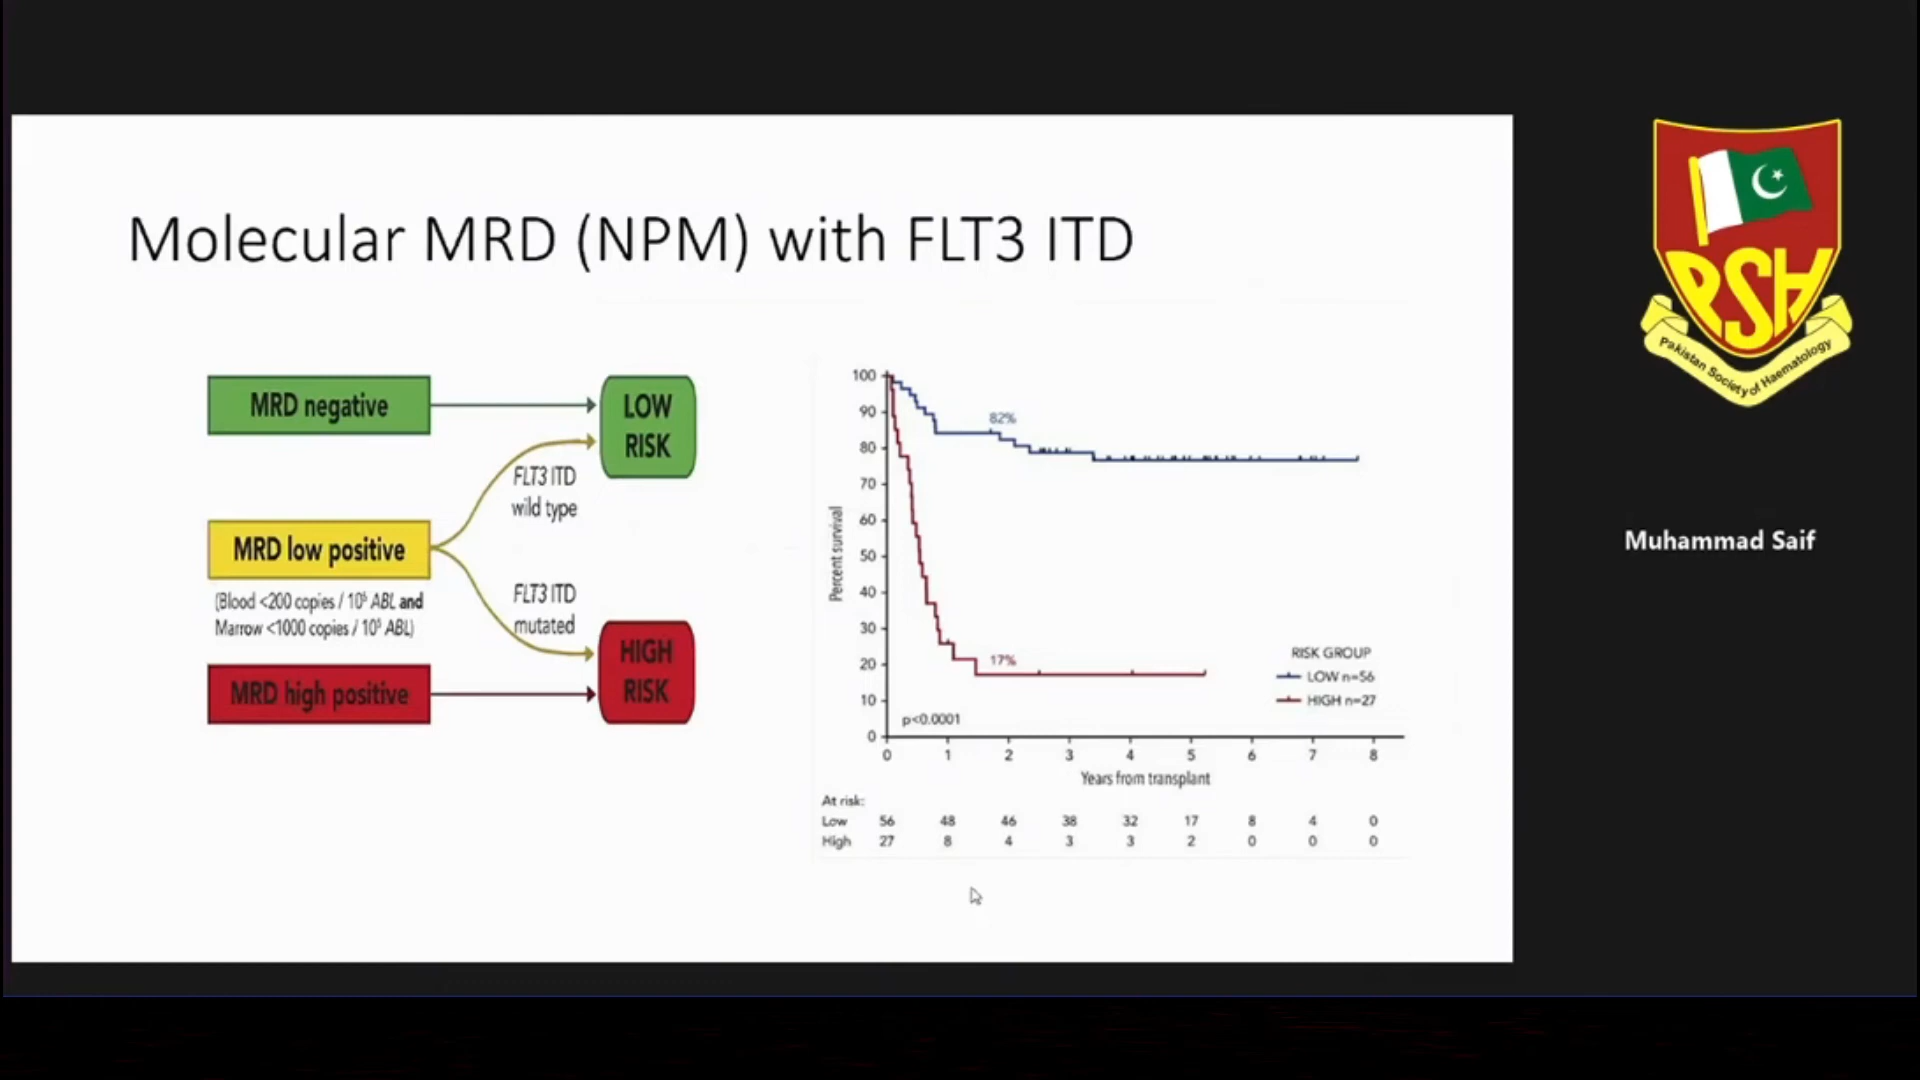 Molecular MRD (NPM) with FLT3 ITD
MRD negative
LOW
RISK
FLT3 ITD
wild type
MRD low positive
(Blood <200 copies / 10⁵ ABL and
Marrow <1000 copies / 10⁵ ABL)
FLT3 ITD
mutated
MRD high positive
HIGH
RISK
Percent survival
100
90
80
70
60
50
40
30
20
10
0
82%
17%
p<0.0001
RISK GROUP
LOW n=56
HIGH n=27
0 1 2 3 4 5 6 7 8
Years from transplant
At risk:
Low 56 48 46 38 32 17 8 4 0
High 27 8 4 3 3 2 0 0 0
PSH
Pakistan Society of Haematology
Muhammad Saif